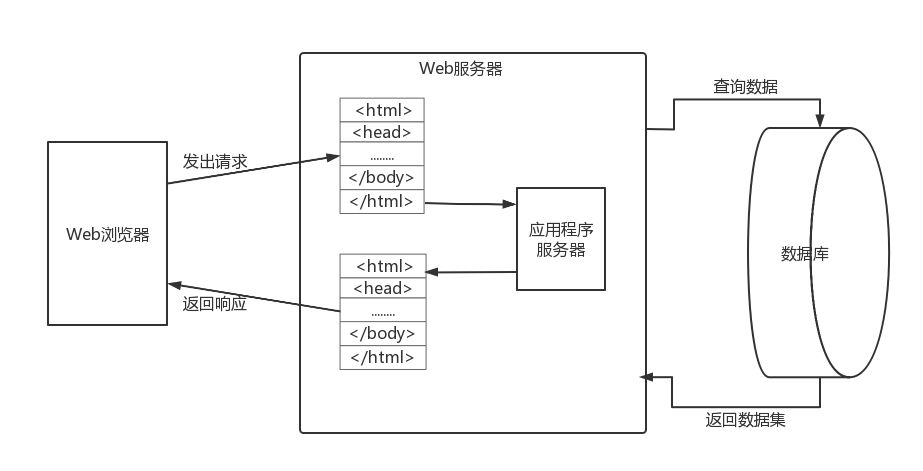 Web服务器
查询数据
<html>
<head>
........
</body>
</html>
发出请求
Web浏览器
应用程序
服务器
数据库
<html>
<head>
........
</body>
</html>
返回响应
返回数据集